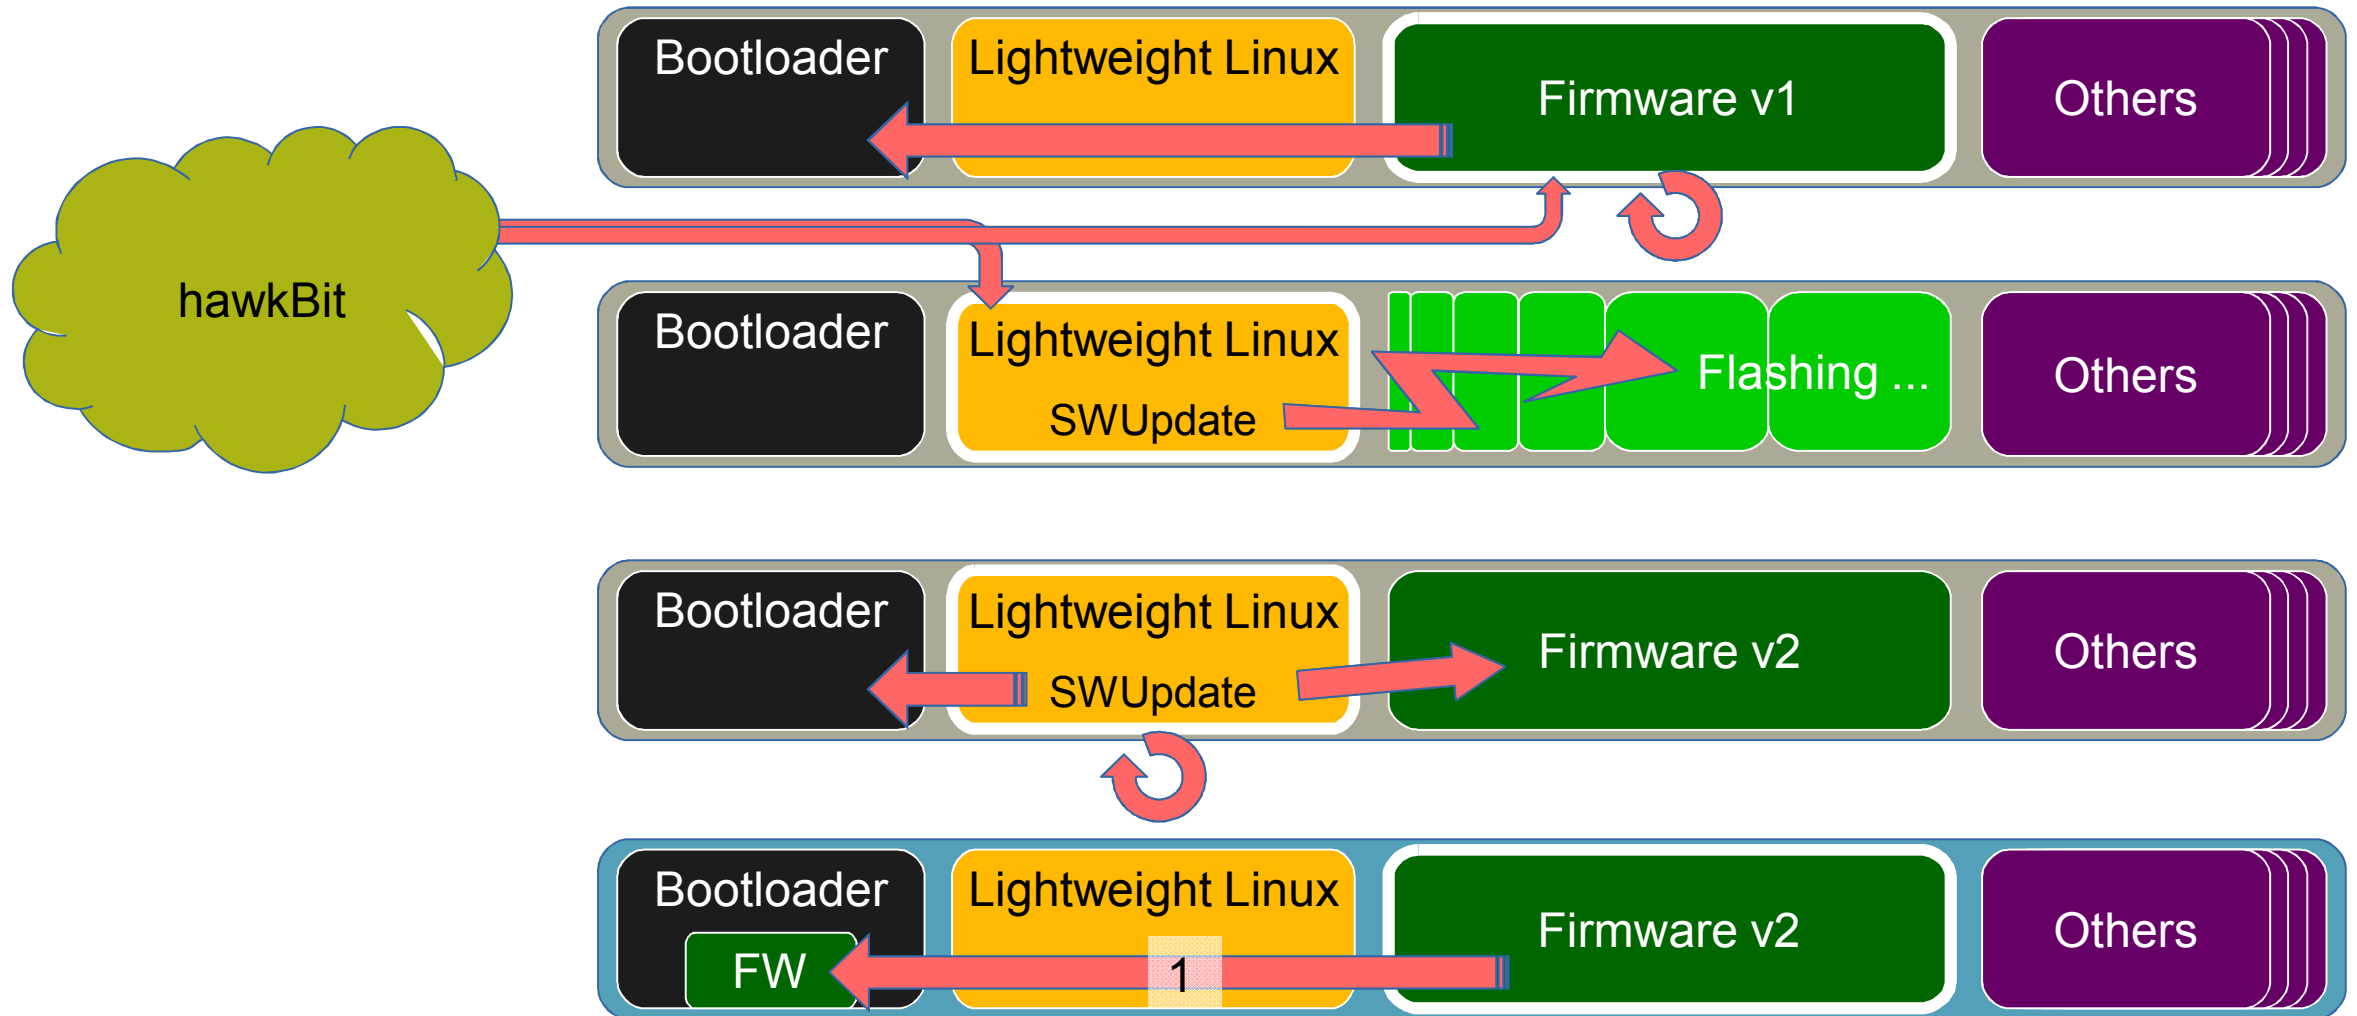 Bootloader
Lightweight Linux
Firmware v1
Others
hawkBit
Bootloader
Lightweight Linux
SWUpdate
Flashing ...
Others
Bootloader
Lightweight Linux
SWUpdate
Firmware v2
Others
Bootloader
FW
Lightweight Linux
1
Firmware v2
Others